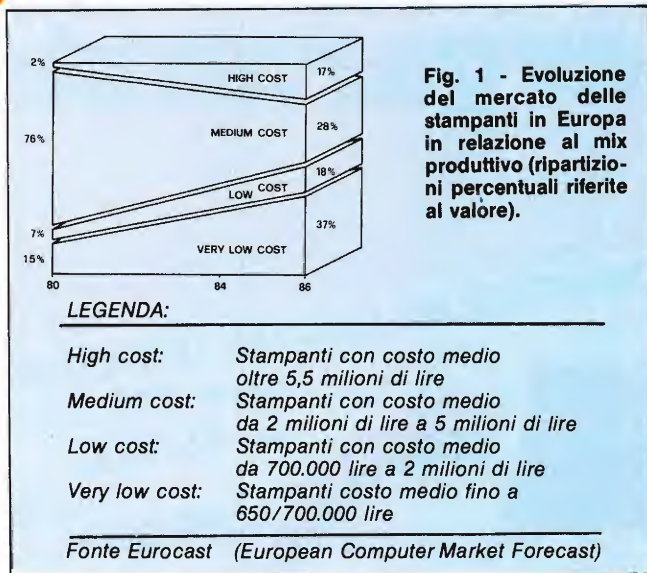 2%
HIGH COST
17%
76%
MEDIUM COST
28%
LOW COST
18%
7%
VERY LOW COST
37%
15%
80
84
86
Fig. 1 - Evoluzione
del mercato delle
stampanti in Europa
in relazione al mix
produttivo (ripartizio-
ni percentuali riferite
al valore).
LEGENDA:
High cost: Stampanti con costo medio
oltre 5,5 milioni di lire
Medium cost: Stampanti con costo medio
da 2 milioni di lire a 5 milioni di lire
Low cost: Stampanti con costo medio
da 700.000 lire a 2 milioni di lire
Very low cost: Stampanti costo medio fino a
650/700.000 lire
Fonte Eurocast (European Computer Market Forecast)